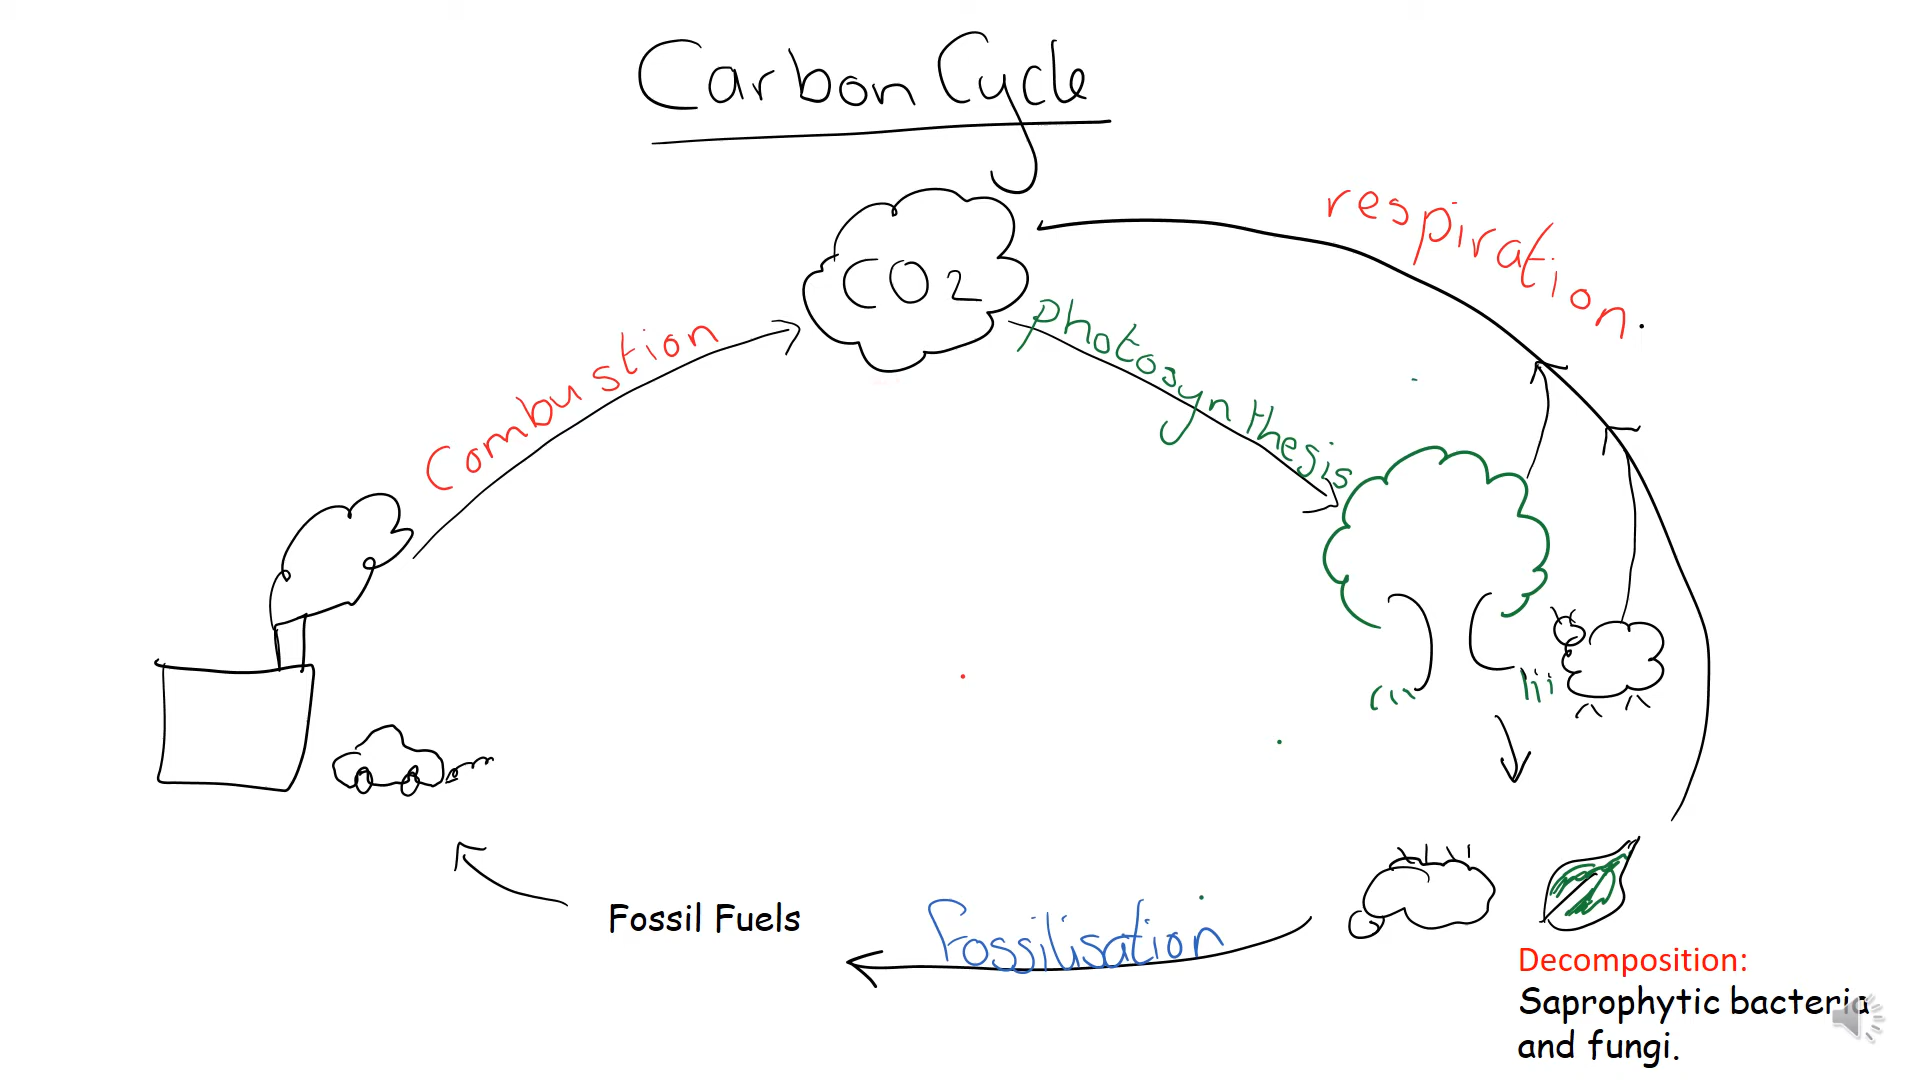 Carbon Cycle
respiration.
CO2
photosynthesis
Combustion
Fossil Fuels
Fossilisation
Decomposition:
Saprophytic bacteria
and fungi.